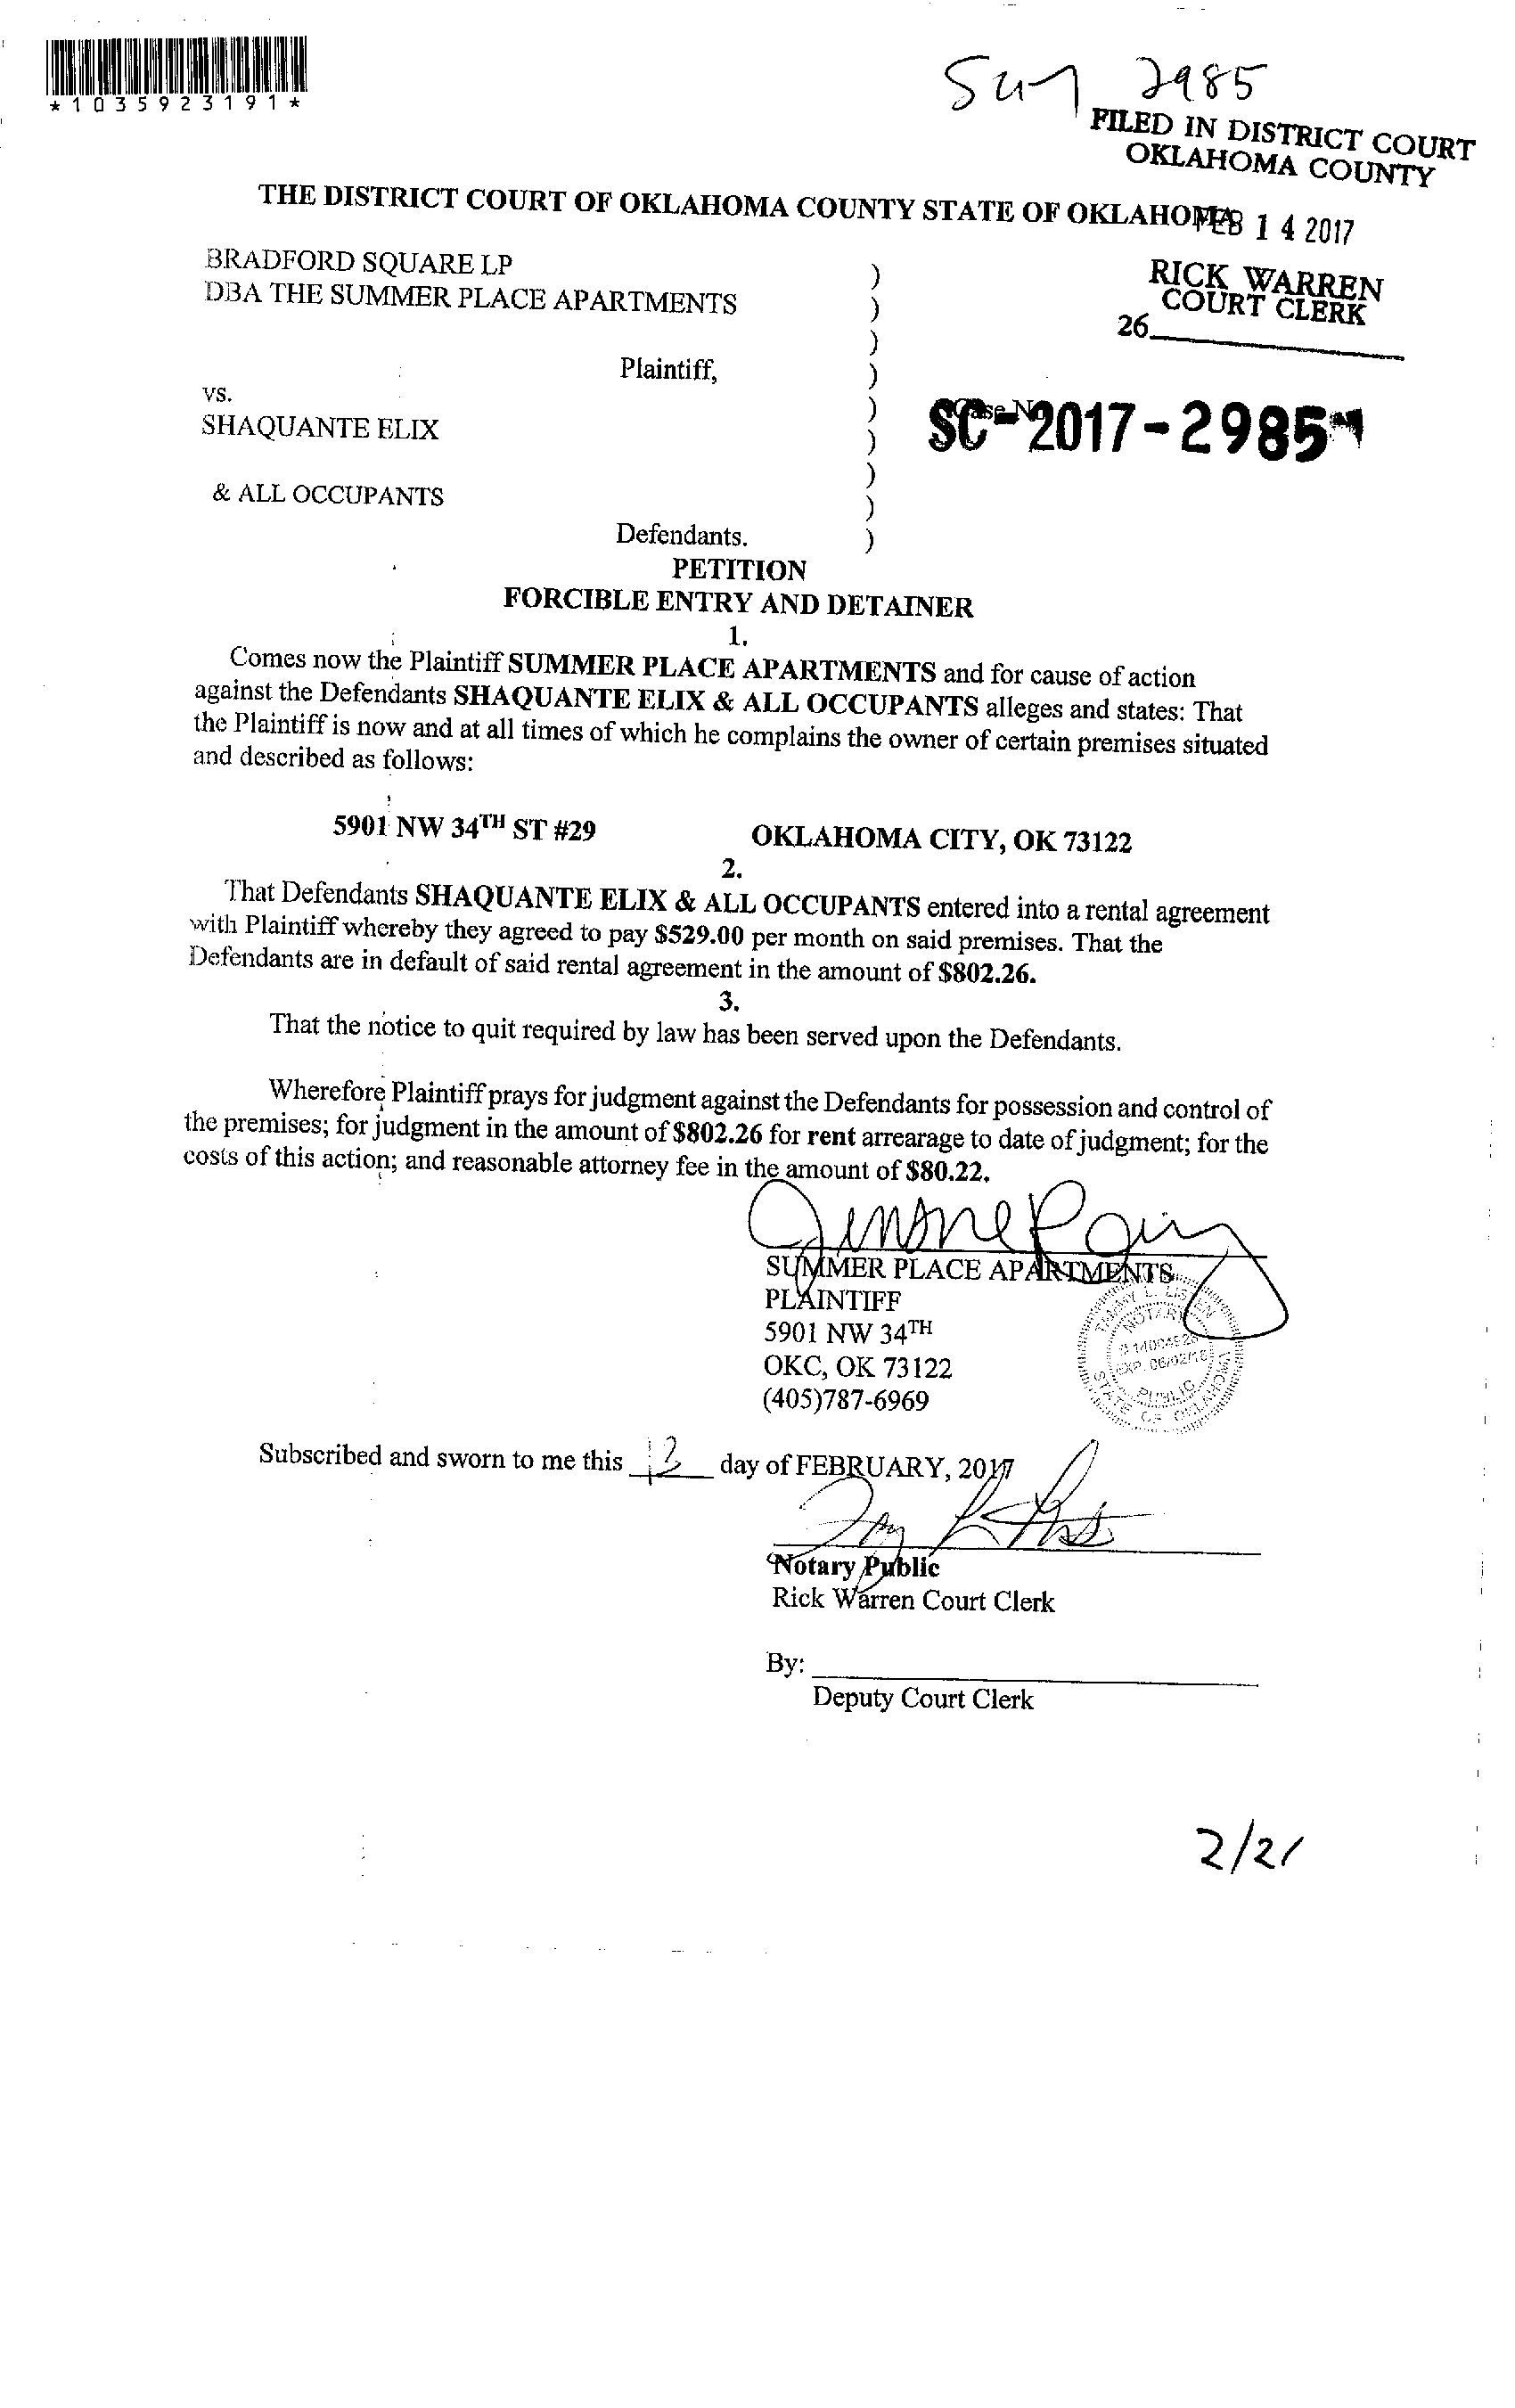 *1035923191*
2985
FILED IN DISTRICT COURT
OKLAHOMA COUNTY
THE DISTRICT COURT OF OKLAHOMA COUNTY STATE OF OKLAHOMA
FEB 14 2017
BRADFORD SQUARE LP
DBA THE SUMMER PLACE APARTMENTS
RICK WARREN
COURT CLERK
26
Plaintiff,
vs.
SHAQUANTE ELIX
Case No
SC-2017-2985
& ALL OCCUPANTS
Defendants.
PETITION
FORCIBLE ENTRY AND DETAINER
1.
Comes now the Plaintiff SUMMER PLACE APARTMENTS and for cause of action
against the Defendants SHAQUANTE ELIX & ALL OCCUPANTS alleges and states: That
the Plaintiff is now and at all times of which he complains the owner of certain premises situated
and described as follows:
5901 NW 34TH ST #29 OKLAHOMA CITY, OK 73122
2.
That Defendants SHAQUANTE ELIX & ALL OCCUPANTS entered into a rental agreement
with Plaintiff whereby they agreed to pay $529.00 per month on said premises. That the
Defendants are in default of said rental agreement in the amount of $802.26.
3.
That the notice to quit required by law has been served upon the Defendants.
Wherefore Plaintiff prays for judgment against the Defendants for possession and control of
the premises; for judgment in the amount of $802.26 for rent arrearage to date of judgment; for the
costs of this action; and reasonable attorney fee in the amount of $80.22.
SUMMER PLACE APARTMENTS
PLAINTIFF
5901 NW 34TH
OKC, OK 73122
(405)787-6969
NOTARY
EXP. 06/02/18
PUBLIC
STATE OF OKLAHOMA
Subscribed and sworn to me this 13 day of FEBRUARY, 2017
Notary Public
Rick Warren Court Clerk
By:
Deputy Court Clerk
2/21